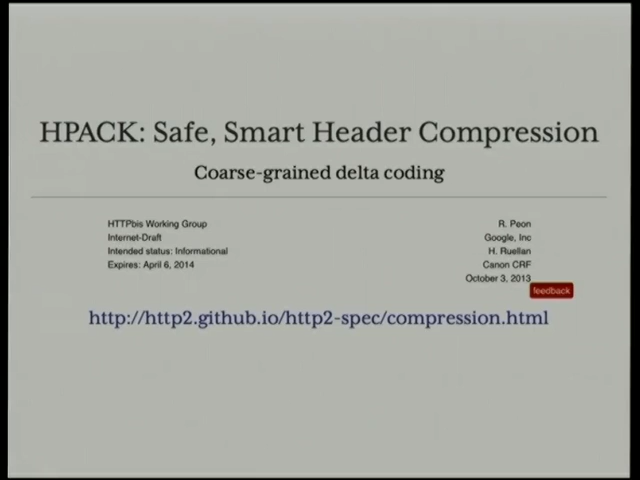 HPACK: Safe, Smart Header Compression
Coarse-grained delta coding
HTTPbis Working Group
Internet-Draft
Intended status: Informational
Expires: April 6, 2014
R. Peon
Google, Inc
H. Ruellan
Canon CRF
October 3, 2013
feedback
http://http2.github.io/http2-spec/compression.html